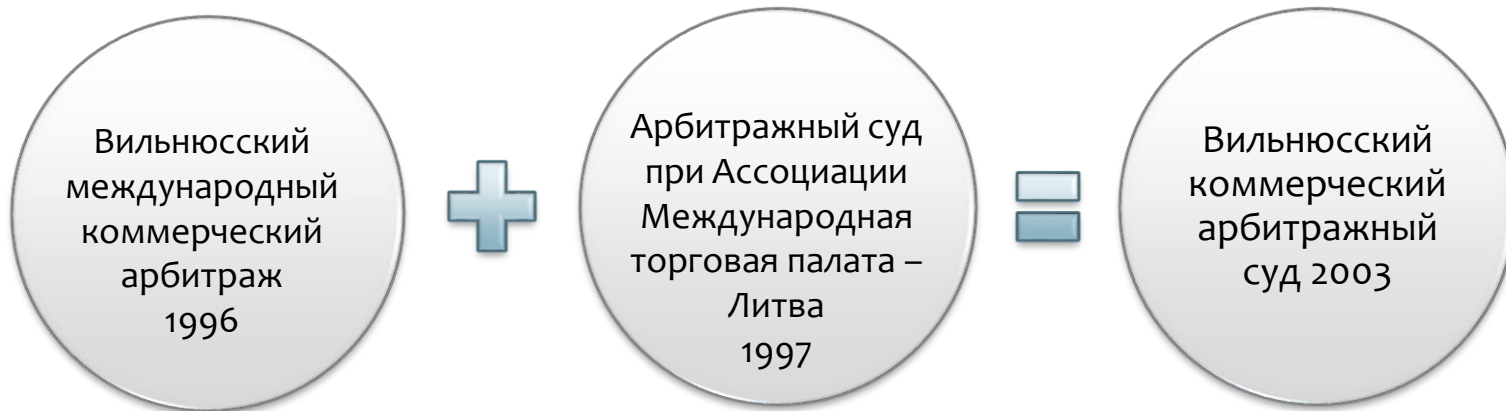 Вильнюсский
международный
коммерческий
арбитраж
1996
Арбитражный суд
при Ассоциации
Международная
торговая палата –
Литва
1997
Вильнюсский
коммерческий
арбитражный
суд 2003